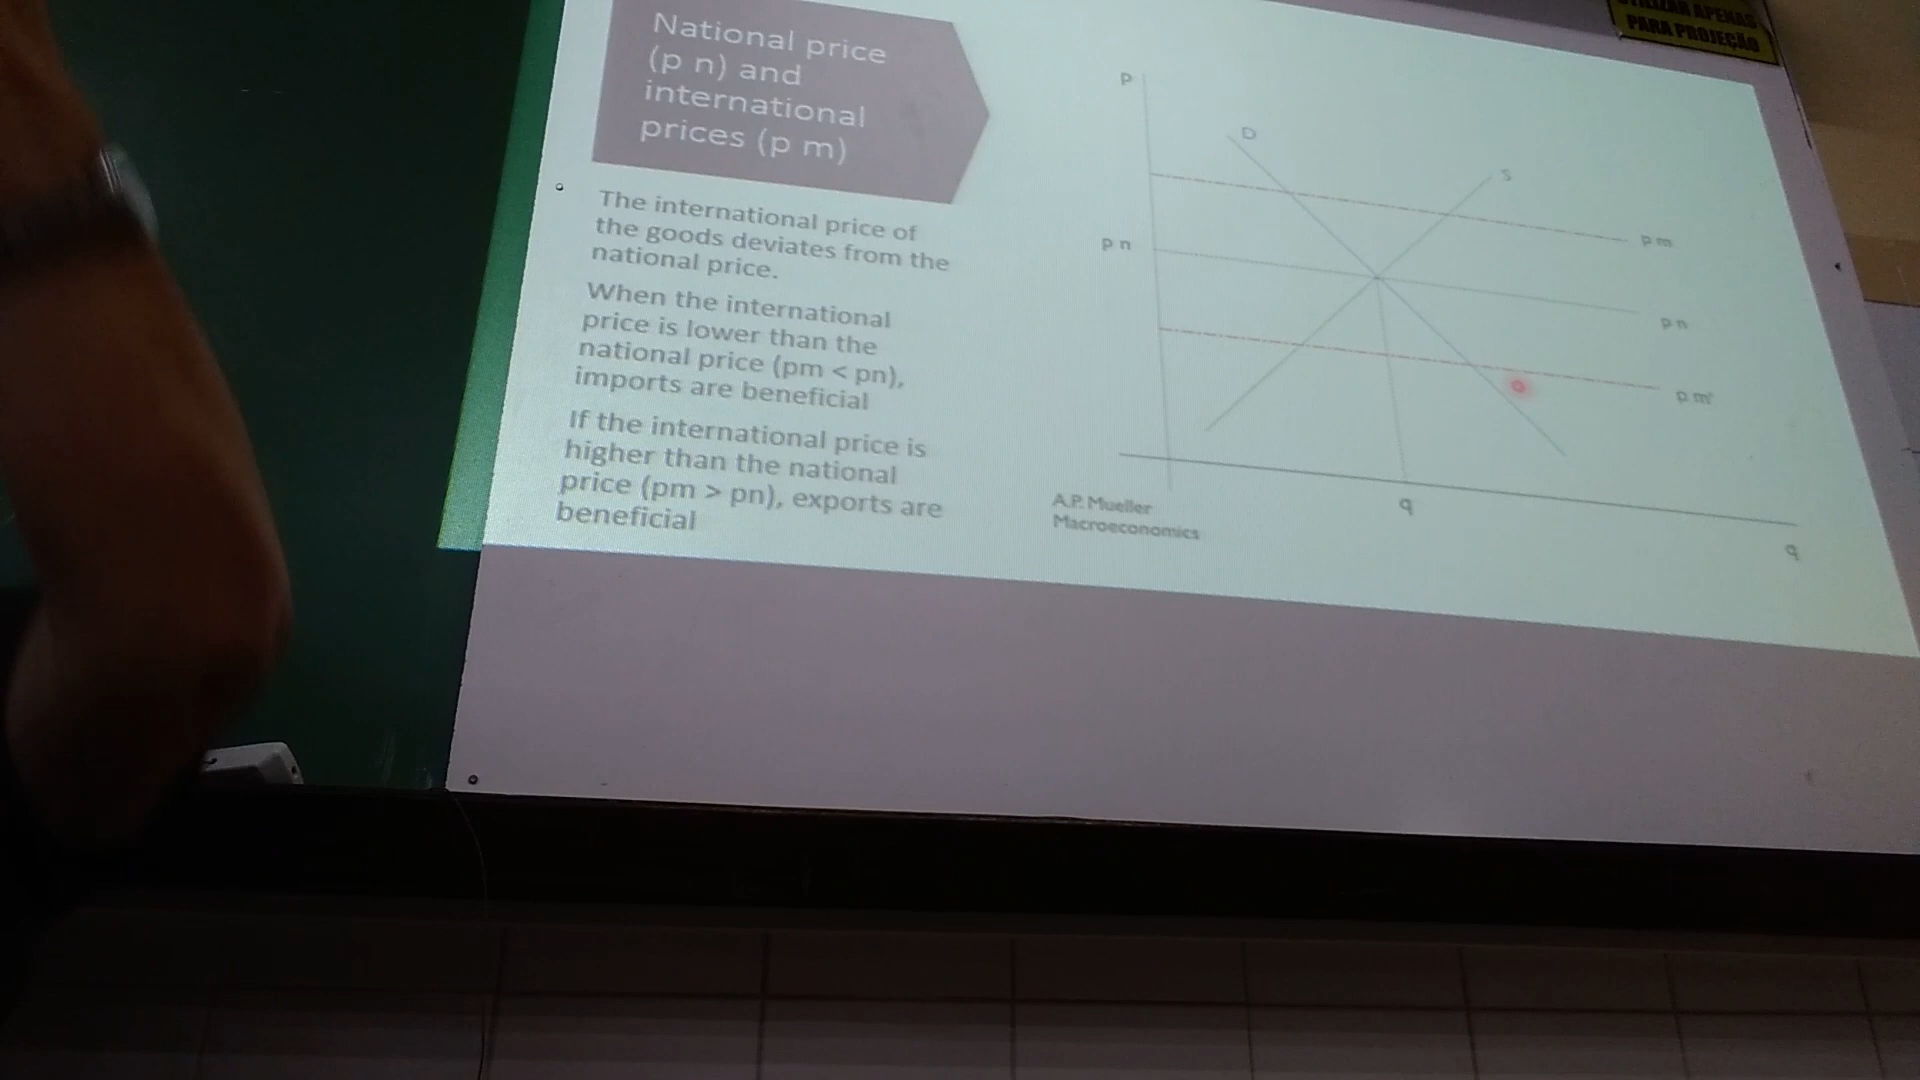 UTILIZAR APENAS
PARA PROJEÇÃO
National price
(p n) and
international
prices (p m)
The international price of
the goods deviates from the
national price.
When the international
price is lower than the
national price (pm < pn),
imports are beneficial
If the international price is
higher than the national
price (pm > pn), exports are
beneficial
P
D
S
p m
p n
p n
p m'
q
q
A.P. Mueller
Macroeconomics